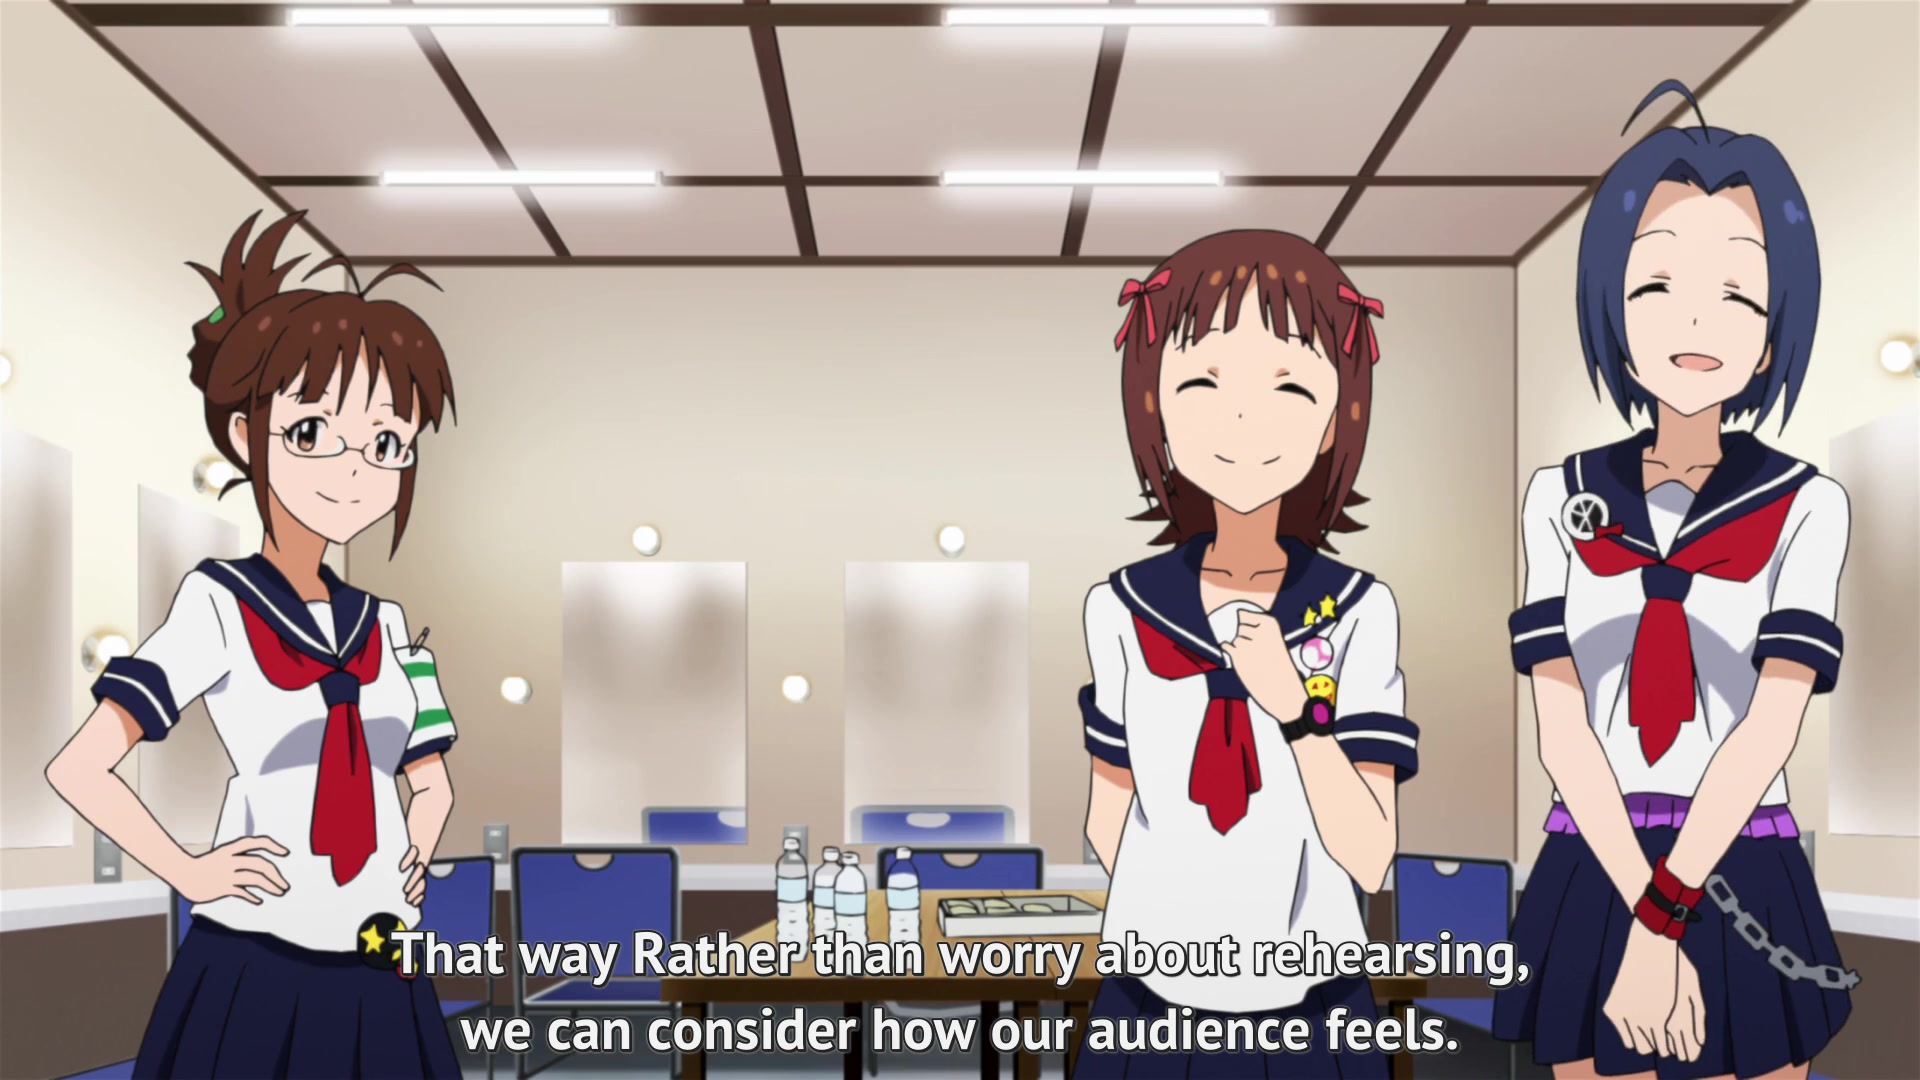 That way Rather than worry about rehearsing,
we can consider how our audience feels.